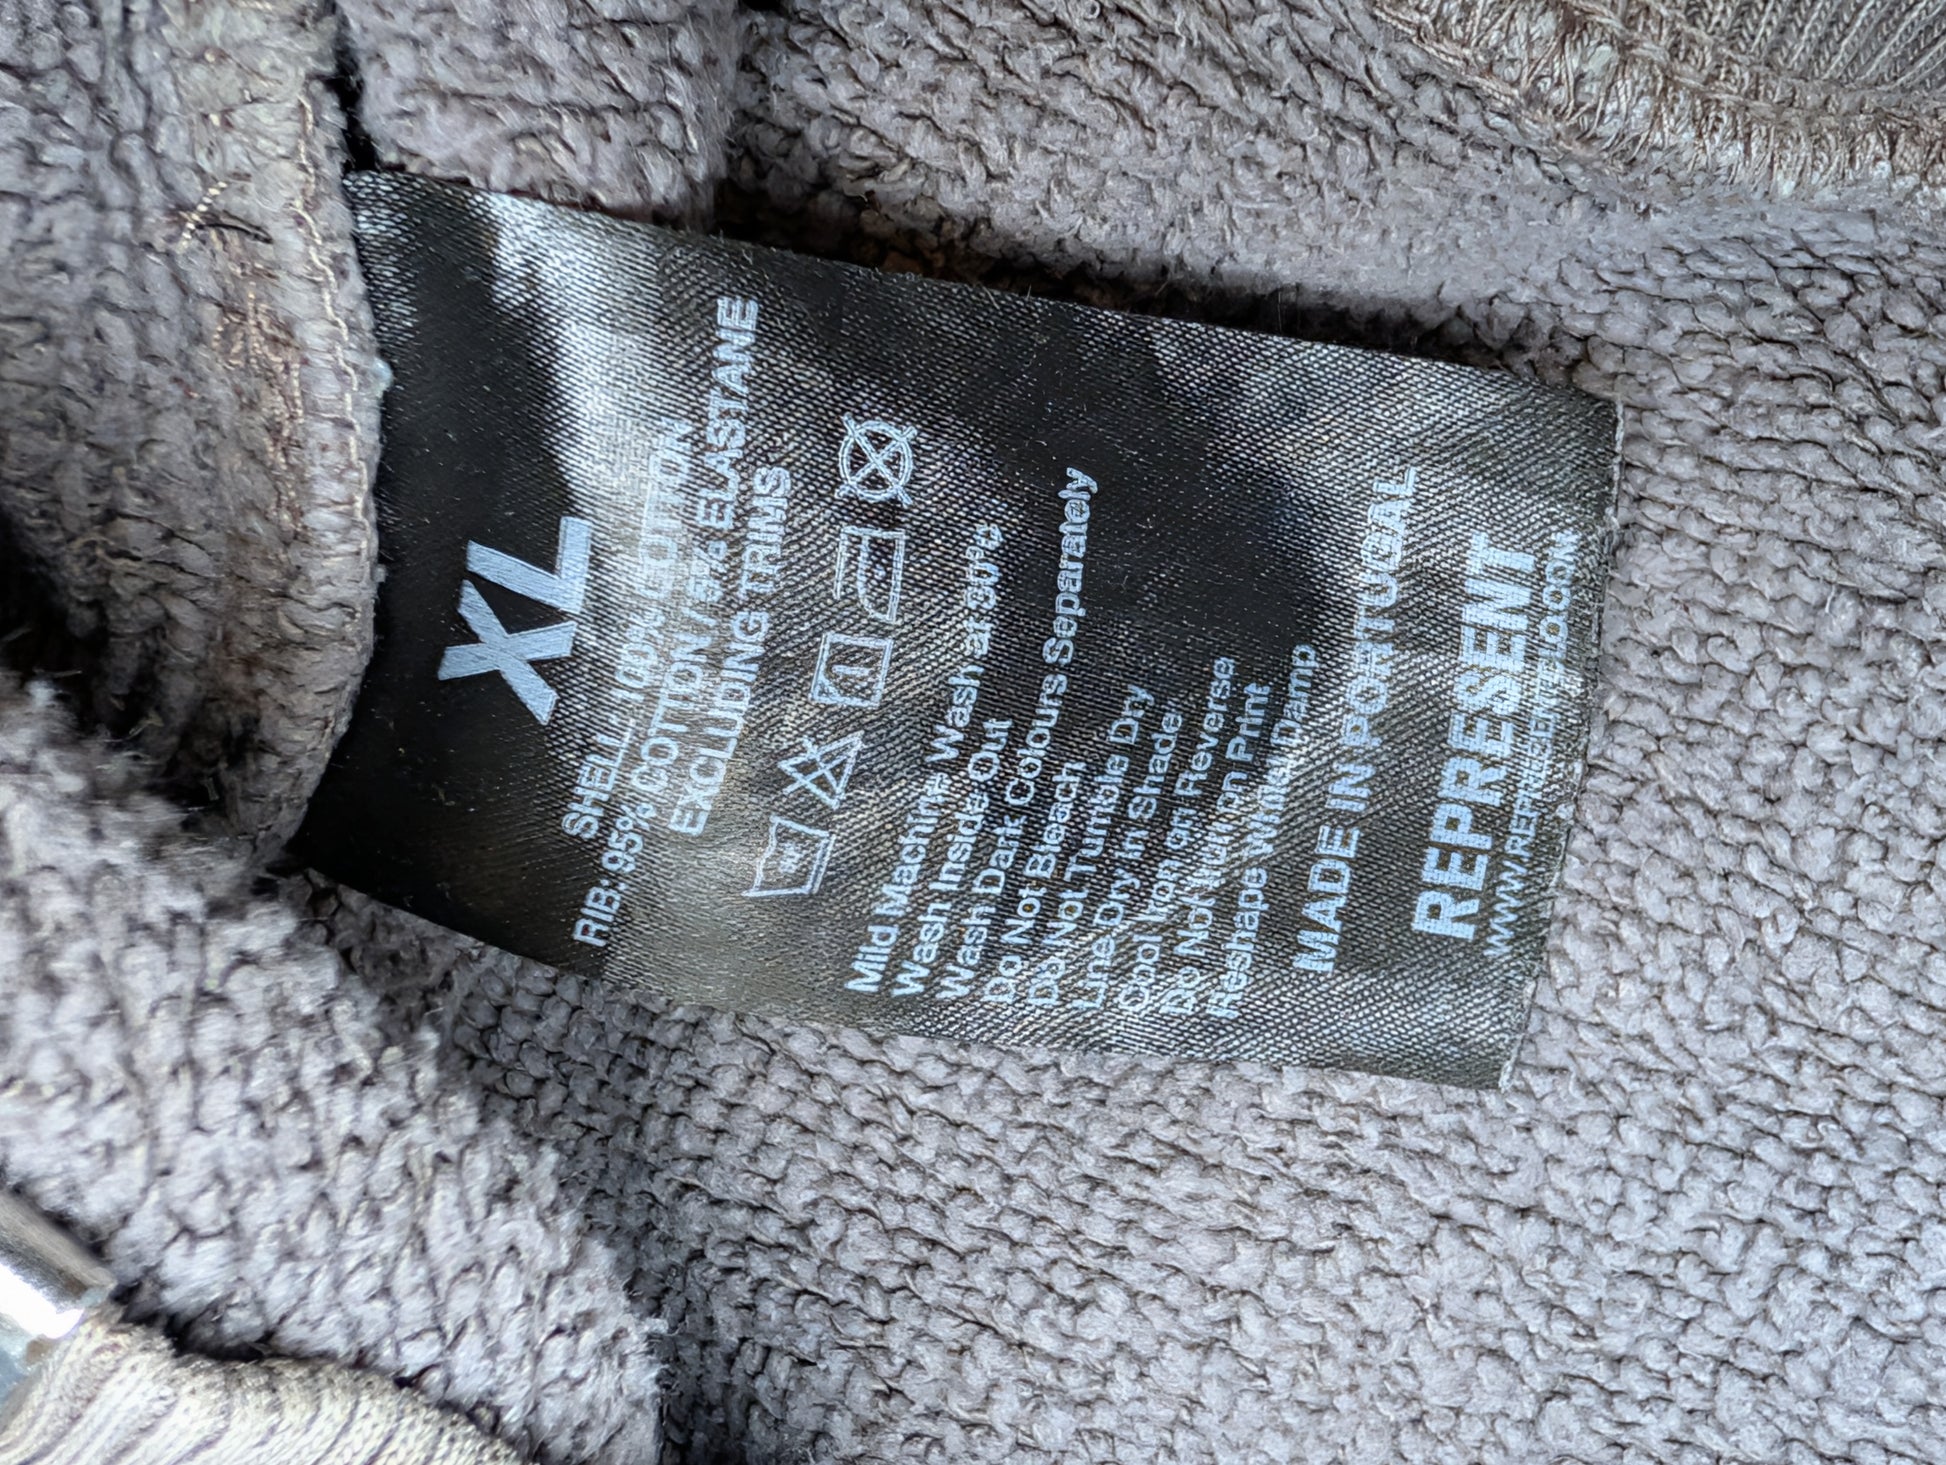 XL
SHELL: 100% COTTON
RIB: 95% COTTON / 5% ELASTANE
EXCLUDING TRIMS
Mild Machine Wash at 30°c
Wash Inside Out
Wash Dark Colours Separately
Do Not Bleach
Do Not Tumble Dry
Line Dry in Shade
Cool Iron on Reverse
Do Not Iron on Print
Reshape Whilst Damp
MADE IN PORTUGAL
REPRESENT